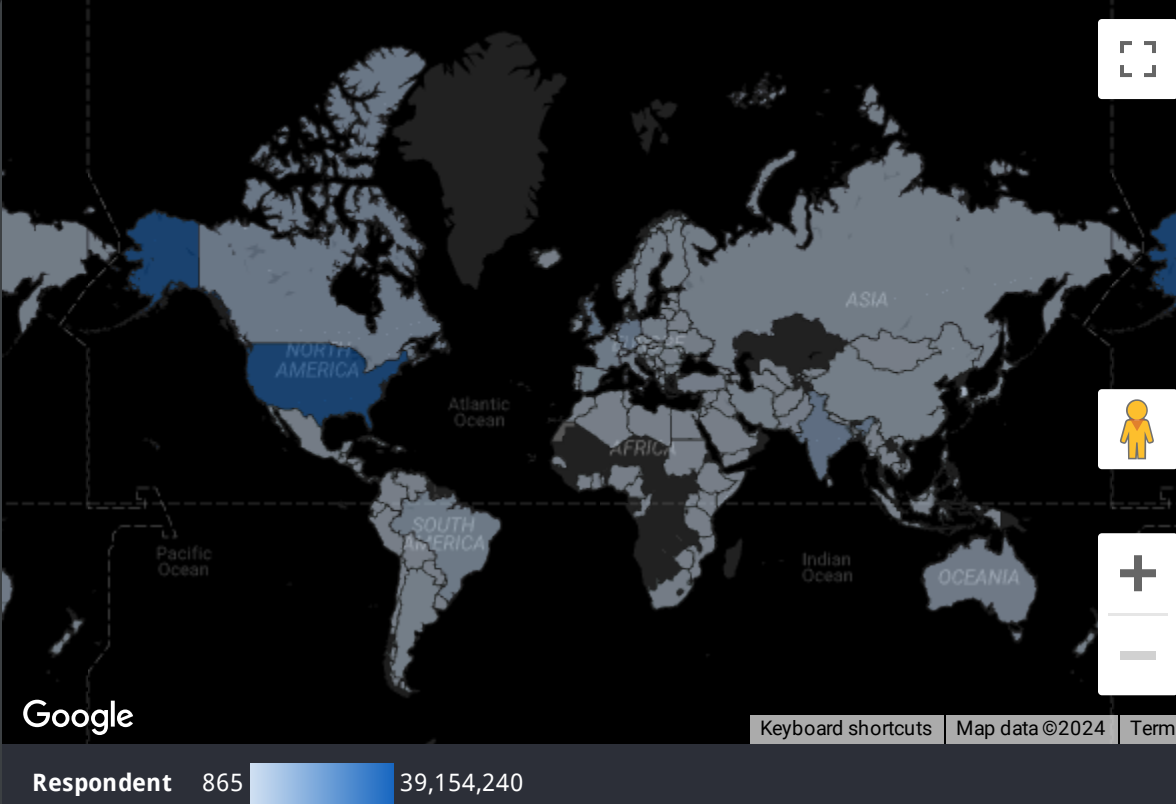 ASIA
NORTH
AMERICA
Atlantic
Ocean
AFRICA
SOUTH
AMERICA
Pacific
Ocean
Indian
Ocean
OCEANIA
Google
Keyboard shortcuts
Map data ©2024
Term
Respondent 865 39,154,240